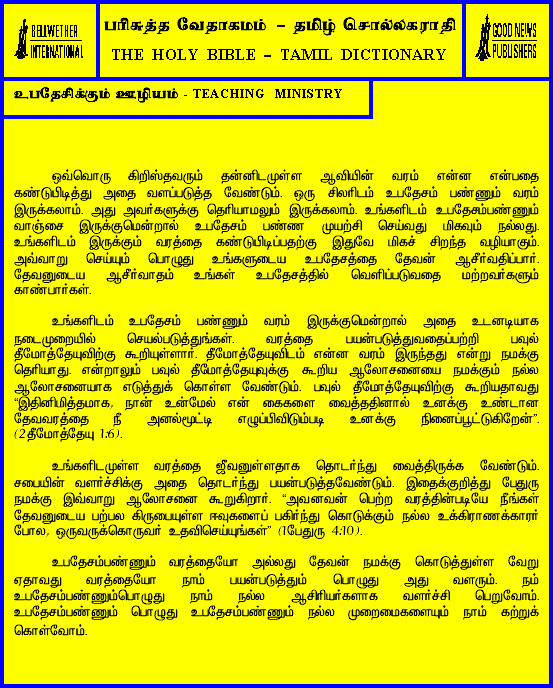 BELLWETHER
INTERNATIONAL
பரிசுத்த வேதாகமம் – தமிழ் சொல்லகராதி
THE HOLY BIBLE – TAMIL DICTIONARY
GOOD NEWS
PUBLISHERS
உபதேசிக்கும் ஊழியம் - TEACHING MINISTRY
ஒவ்வொரு கிறிஸ்தவரும் தன்னிடமுள்ள ஆவியின் வரம் என்ன என்பதை
கண்டுபிடித்து அதை வளப்படுத்த வேண்டும். ஒரு சிலரிடம் உபதேசம் பண்ணும் வரம்
இருக்கலாம். அது அவர்களுக்கு தெரியாமலும் இருக்கலாம். உங்களிடம் உபதேசம்பண்ணும்
வாஞ்சை இருக்குமென்றால் உபதேசம் பண்ண முயற்சி செய்வது மிகவும் நல்லது.
உங்களிடம் இருக்கும் வரத்தை கண்டுபிடிப்பதற்கு இதுவே மிகச் சிறந்த வழியாகும்.
அவ்வாறு செய்யும் பொழுது உங்களுடைய உபதேசத்தை தேவன் ஆசீர்வதிப்பார்.
தேவனுடைய ஆசீர்வாதம் உங்கள் உபதேசத்தில் வெளிப்படுவதை மற்றவர்களும்
காண்பார்கள்.
உங்களிடம் உபதேசம் பண்ணும் வரம் இருக்குமென்றால் அதை உடனடியாக
நடைமுறையில் செயல்படுத்துங்கள். வரத்தை பயன்படுத்துவதைப்பற்றி பவுல்
தீமோத்தேயுவிற்கு கூறியுள்ளார். தீமோத்தேயுவிடம் என்ன வரம் இருந்தது என்று நமக்கு
தெரியாது. என்றாலும் பவுல் தீமோத்தேயுவுக்கு கூறிய ஆலோசனையை நமக்கும் நல்ல
ஆலோசனையாக எடுத்துக் கொள்ள வேண்டும். பவுல் தீமோத்தேயுவிற்கு கூறியதாவது
“இதினிமித்தமாக, நான் உன்மேல் என் கைகளை வைத்ததினால் உனக்கு உண்டான
தேவவரத்தை நீ அனல்மூட்டி எழுப்பிவிடும்படி உனக்கு நினைப்பூட்டுகிறேன்”.
(2தீமோத்தேயு 1:6).
உங்களிடமுள்ள வரத்தை ஜீவனுள்ளதாக தொடர்ந்து வைத்திருக்க வேண்டும்.
சபையின் வளர்ச்சிக்கு அதை தொடர்ந்து பயன்படுத்தவேண்டும். இதைக்குறித்து பேதுரு
நமக்கு இவ்வாறு ஆலோசனை கூறுகிறார். “அவனவன் பெற்ற வரத்தின்படியே நீங்கள்
தேவனுடைய பற்பல கிருபையுள்ள ஈவுகளைப் பகிர்ந்து கொடுக்கும் நல்ல உக்கிராணக்காரர்
போல, ஒருவருக்கொருவர் உதவிசெய்யுங்கள்” (1பேதுரு 4:10).
உபதேசம்பண்ணும் வரத்தையோ அல்லது தேவன் நமக்கு கொடுத்துள்ள வேறு
ஏதாவது வரத்தையோ நாம் பயன்படுத்தும் பொழுது அது வளரும். நம்
உபதேசம்பண்ணும்பொழுது நாம் நல்ல ஆசிரியர்களாக வளர்ச்சி பெறுவோம்.
உபதேசம்பண்ணும் பொழுது உபதேசம்பண்ணும் நல்ல முறைமைகளையும் நாம் கற்றுக்
கொள்வோம்.